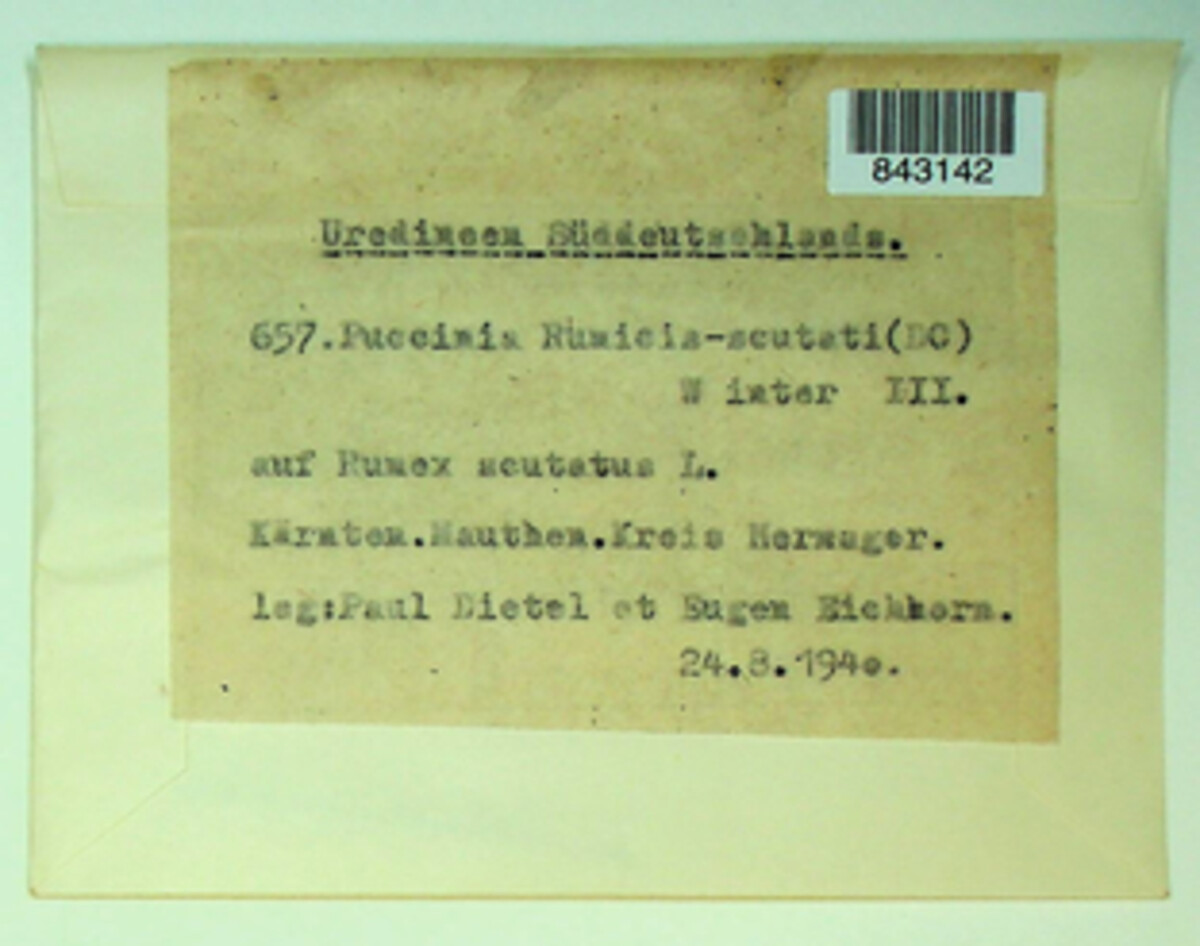 843142
Uredineen Süddeutschlands.
657.Puccinia Rumicis-scutati(DC)
W inter III.
auf Rumex scutatus L.
Kärnten.Mauthen.Kreis Hermagor.
leg:Paul Dietel et Eugen Eichhorn.
24.8.1940.